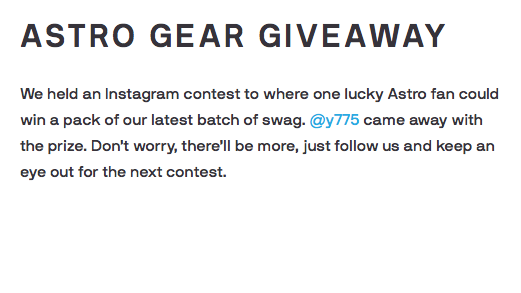 ASTRO GEAR GIVEAWAY
We held an Instagram contest to where one lucky Astro fan could
win a pack of our latest batch of swag. @y775 came away with
the prize. Don't worry, there'll be more, just follow us and keep an
eye out for the next contest.